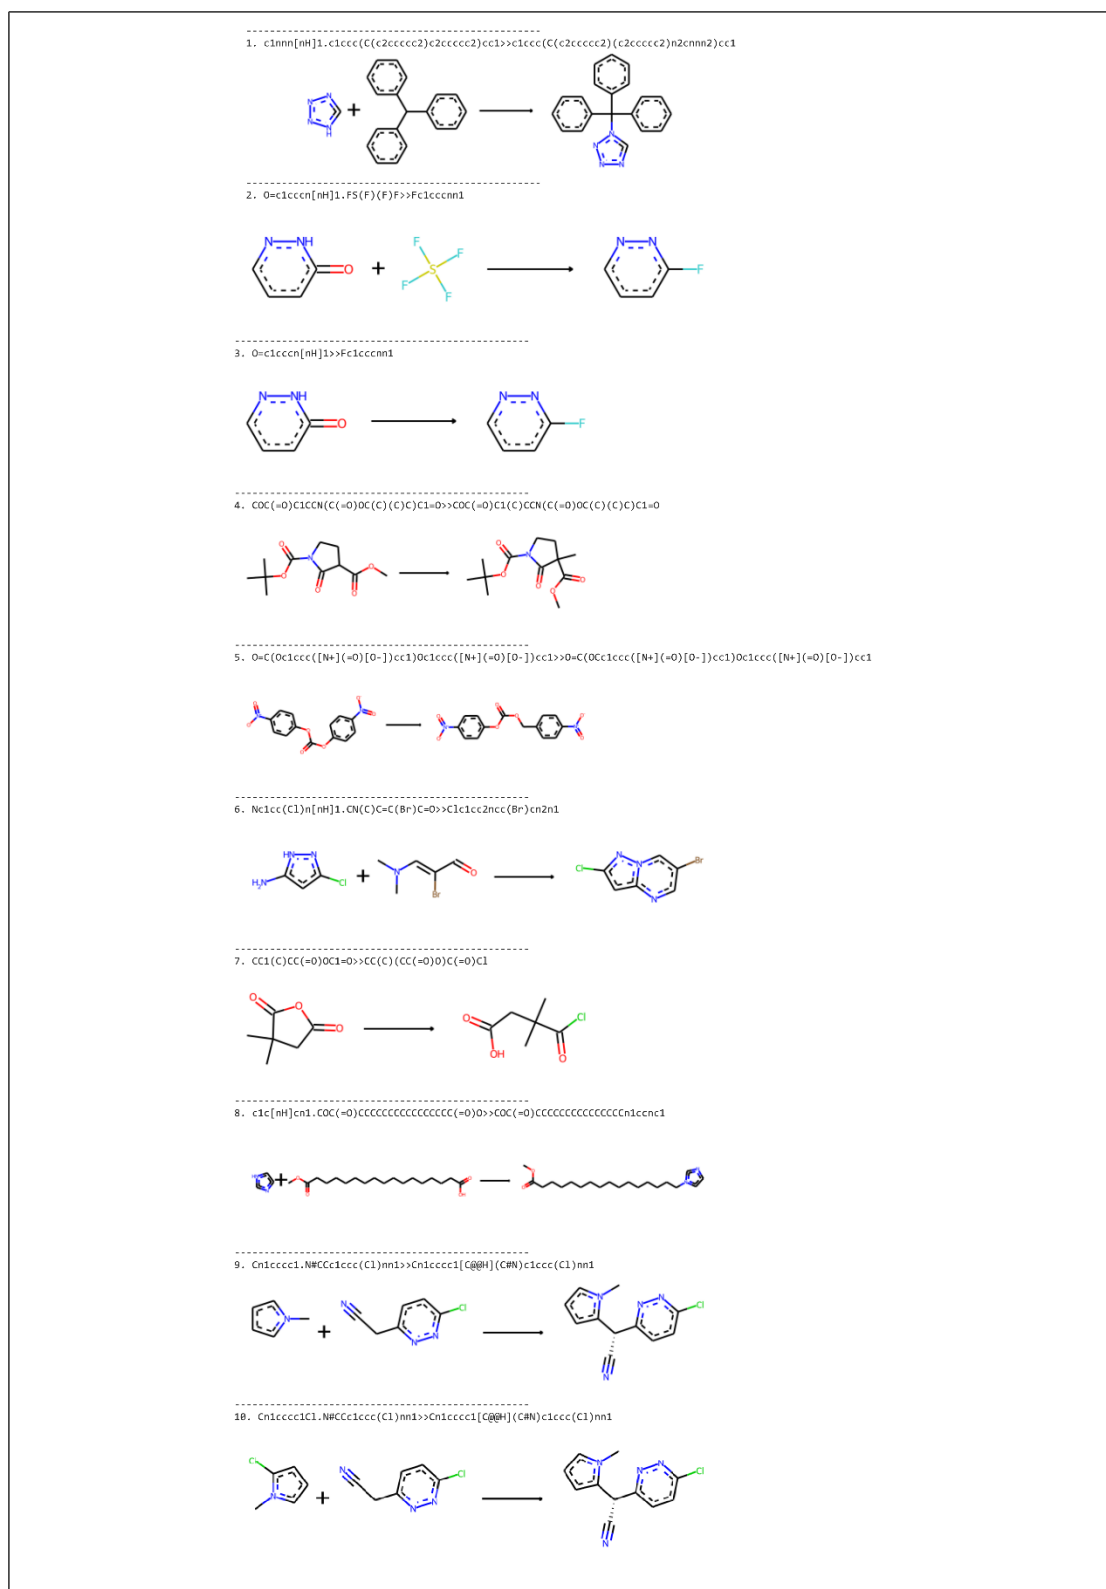 1. c1nnn[nH]1.c1ccc(C(c2ccccc2)c2ccccc2)cc1>>c1ccc(C(c2ccccc2)(c2ccccc2)n2cnnn2)cc1
2. O=c1cccn[nH]1.FS(F)(F)F>>Fc1cccnn1
3. O=c1cccn[nH]1>>Fc1cccnn1
4. COC(=O)C1CCN(C(=O)OC(C)(C)C)C1=O>>COC(=O)C1(C)CCN(C(=O)OC(C)(C)C)C1=O
5. O=C(Oc1ccc([N+](=O)[O-])cc1)Oc1ccc([N+](=O)[O-])cc1>>O=C(OCc1ccc([N+](=O)[O-])cc1)Oc1ccc([N+](=O)[O-])cc1
6. Nc1cc(Cl)n[nH]1.CN(C)C=C(Br)C=O>>Clc1cc2ncc(Br)cn2n1
7. CC1(C)CC(=O)OC1=O>>CC(C)(CC(=O)O)C(=O)Cl
8. c1c[nH]cn1.COC(=O)CCCCCCCCCCCCCCCC(=O)O>>COC(=O)CCCCCCCCCCCCCCCn1ccnc1
9. Cn1cccc1.N#CCc1ccc(Cl)nn1>>Cn1cccc1[C@@H](C#N)c1ccc(Cl)nn1
10. Cn1cccc1Cl.N#CCc1ccc(Cl)nn1>>Cn1cccc1[C@@H](C#N)c1ccc(Cl)nn1